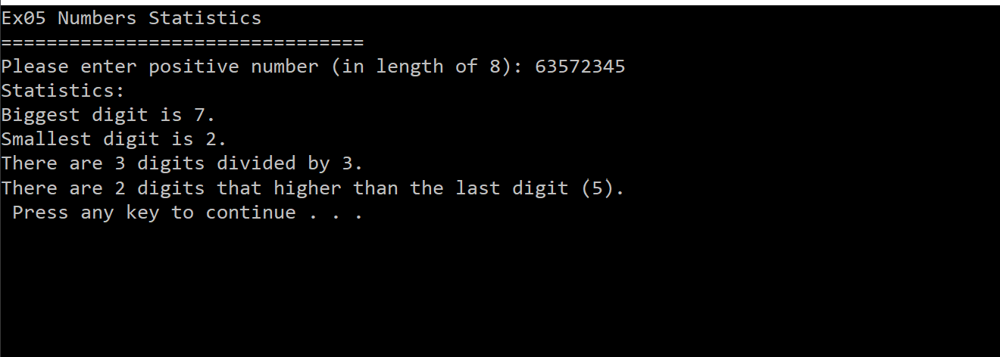 Ex05 Numbers Statistics
================================
Please enter positive number (in length of 8): 63572345
Statistics:
Biggest digit is 7.
Smallest digit is 2.
There are 3 digits divided by 3.
There are 2 digits that higher than the last digit (5).
 Press any key to continue . . .